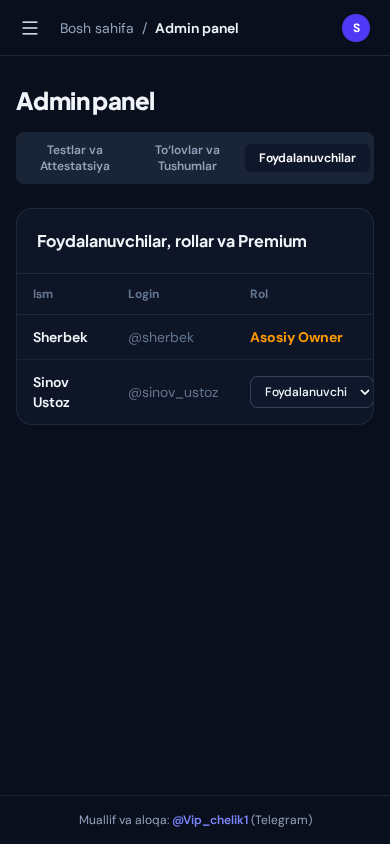 Bosh sahifa / Admin panel
S
Admin panel
Testlar va
Attestatsiya
To‘lovlar va
Tushumlar
Foydalanuvchilar
Foydalanuvchilar, rollar va Premium
Ism Login Rol
Sherbek @sherbek Asosiy Owner
Sinov
Ustoz
@sinov_ustoz Foydalanuvchi
Muallif va aloqa: @Vip_chelik1 (Telegram)